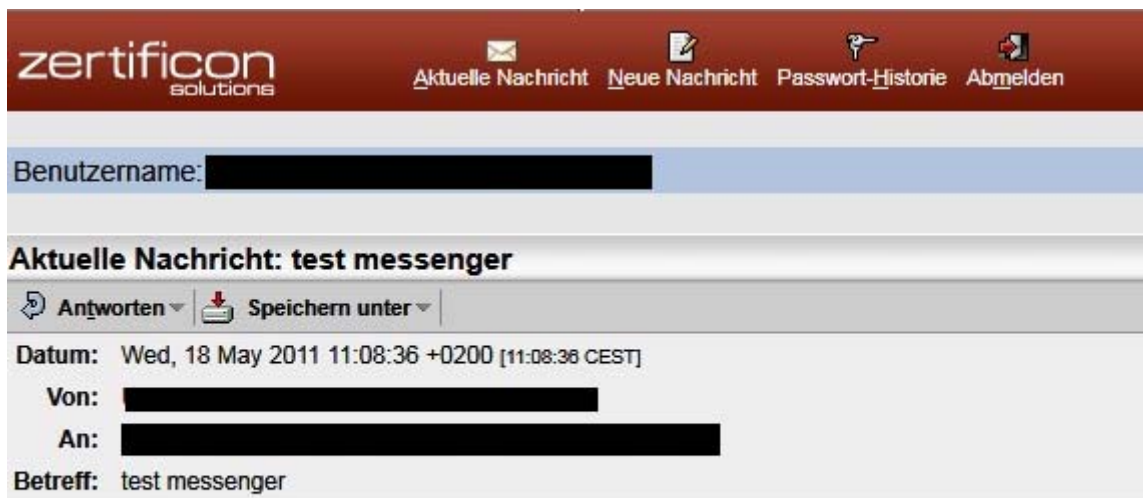 zertificon
solutions
Aktuelle Nachricht Neue Nachricht Passwort-Historie Abmelden
Benutzername:
Aktuelle Nachricht: test messenger
Antworten Speichern unter
Datum: Wed, 18 May 2011 11:08:36 +0200 [11:08:36 CEST]
Von:
An:
Betreff: test messenger